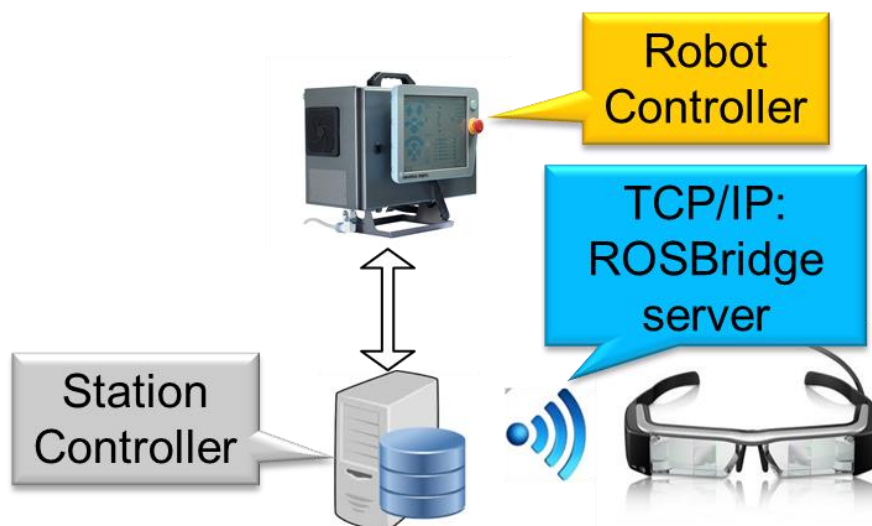 Robot
Controller
TCP/IP:
ROSBridge
server
Station
Controller